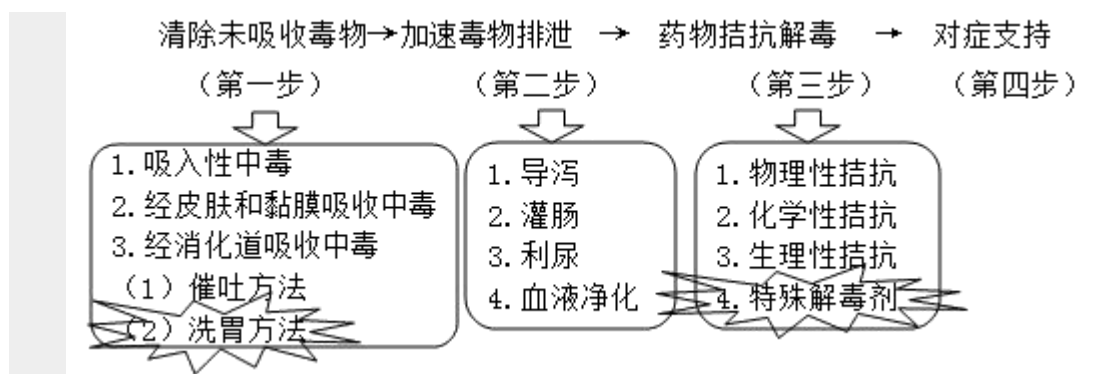 清除未吸收毒物→加速毒物排泄 → 药物拮抗解毒 → 对症支持
（第一步） （第二步） （第三步） （第四步）
1.吸入性中毒
2.经皮肤和黏膜吸收中毒
3.经消化道吸收中毒
（1）催吐方法
（2）洗胃方法
1.导泻
2.灌肠
3.利尿
4.血液净化
1.物理性拮抗
2.化学性拮抗
3.生理性拮抗
4.特殊解毒剂